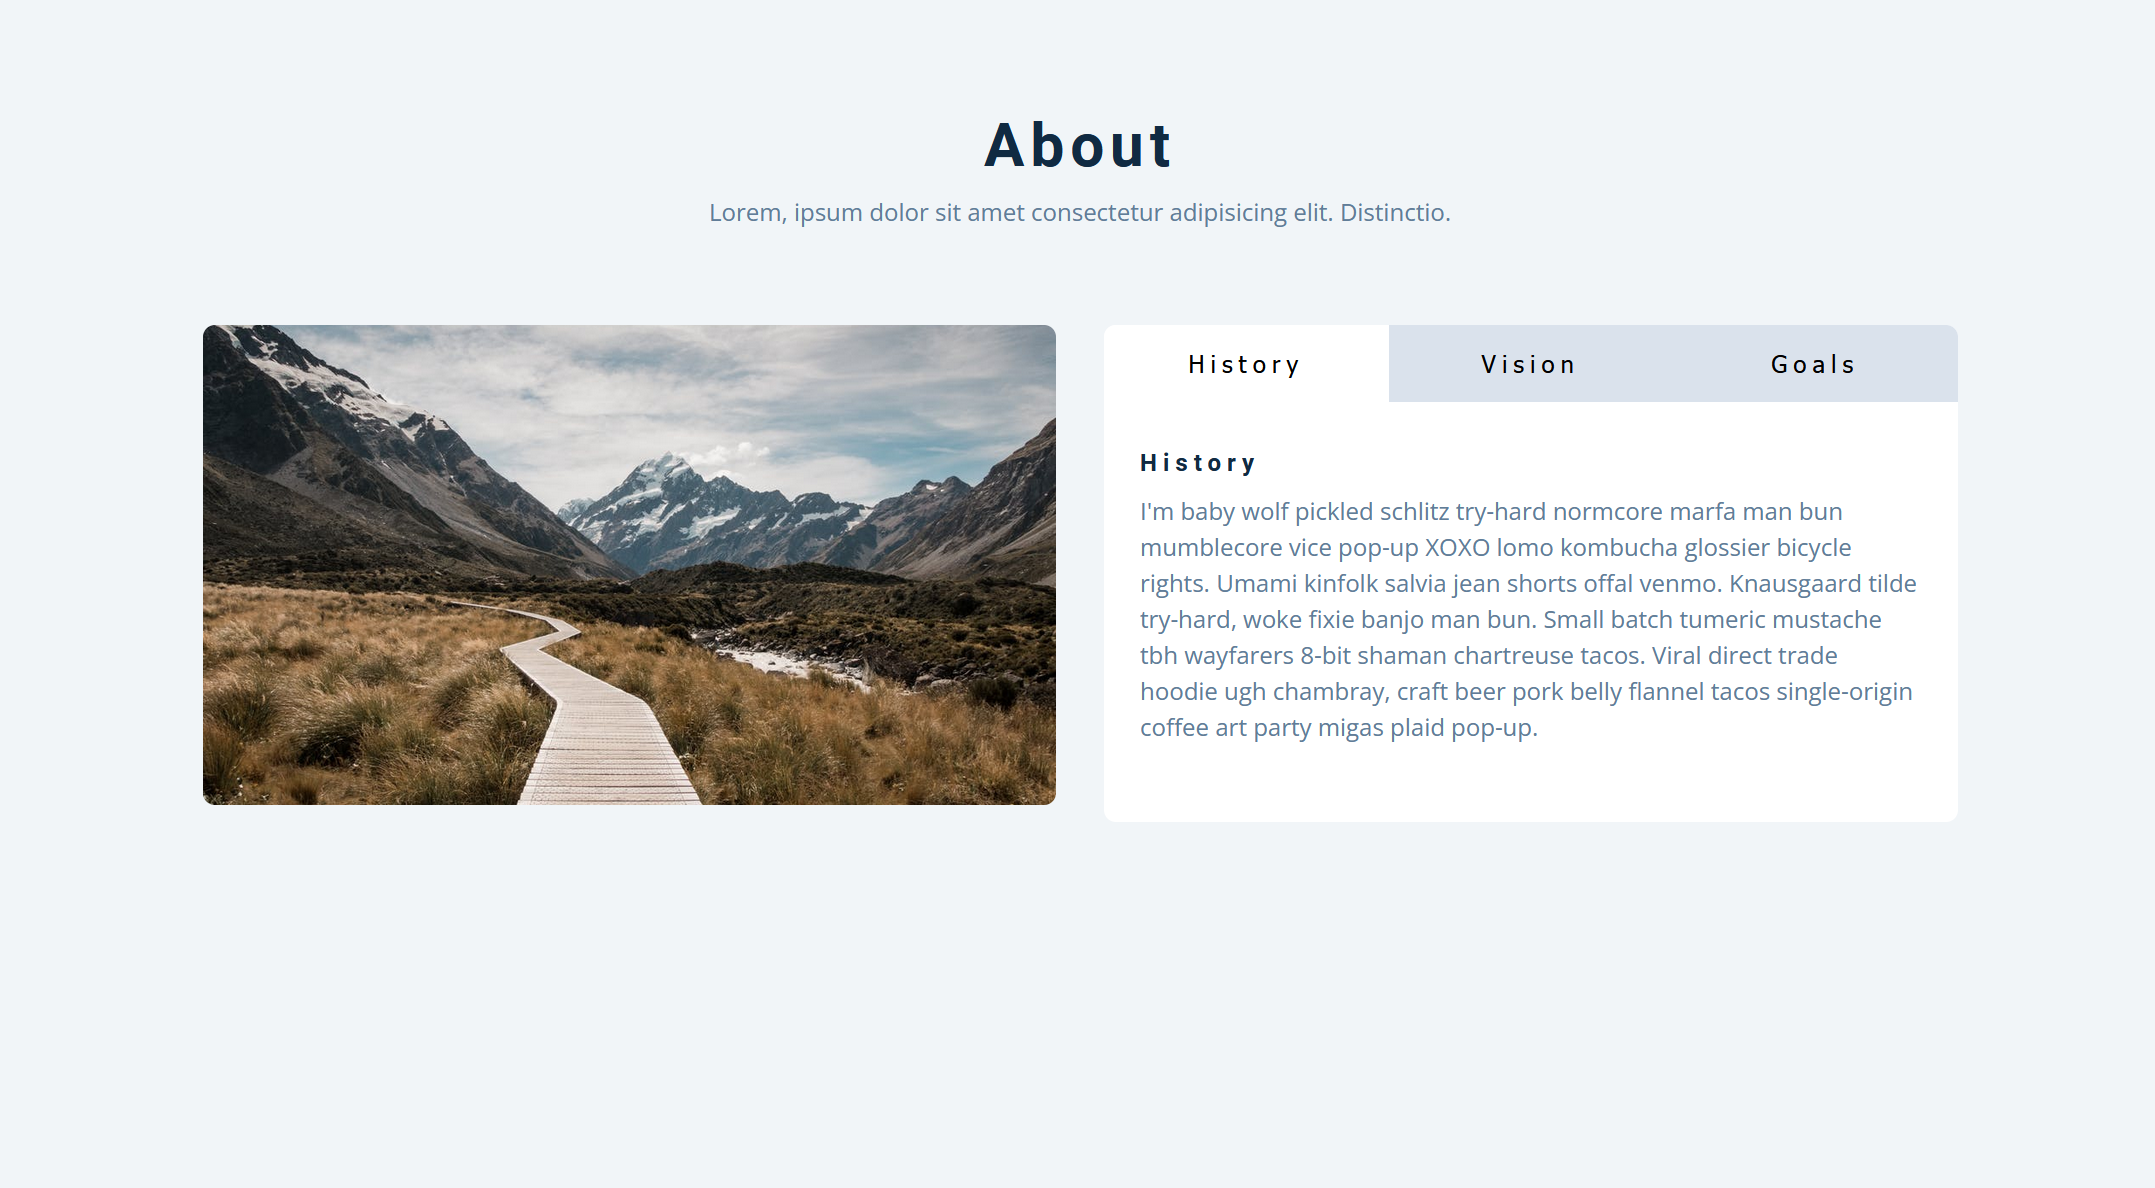 About
Lorem, ipsum dolor sit amet consectetur adipisicing elit. Distinctio.
History
Vision
Goals
History
I'm baby wolf pickled schlitz try-hard normcore marfa man bun
mumblecore vice pop-up XOXO lomo kombucha glossier bicycle
rights. Umami kinfolk salvia jean shorts offal venmo. Knausgaard tilde
try-hard, woke fixie banjo man bun. Small batch tumeric mustache
tbh wayfarers 8-bit shaman chartreuse tacos. Viral direct trade
hoodie ugh chambray, craft beer pork belly flannel tacos single-origin
coffee art party migas plaid pop-up.